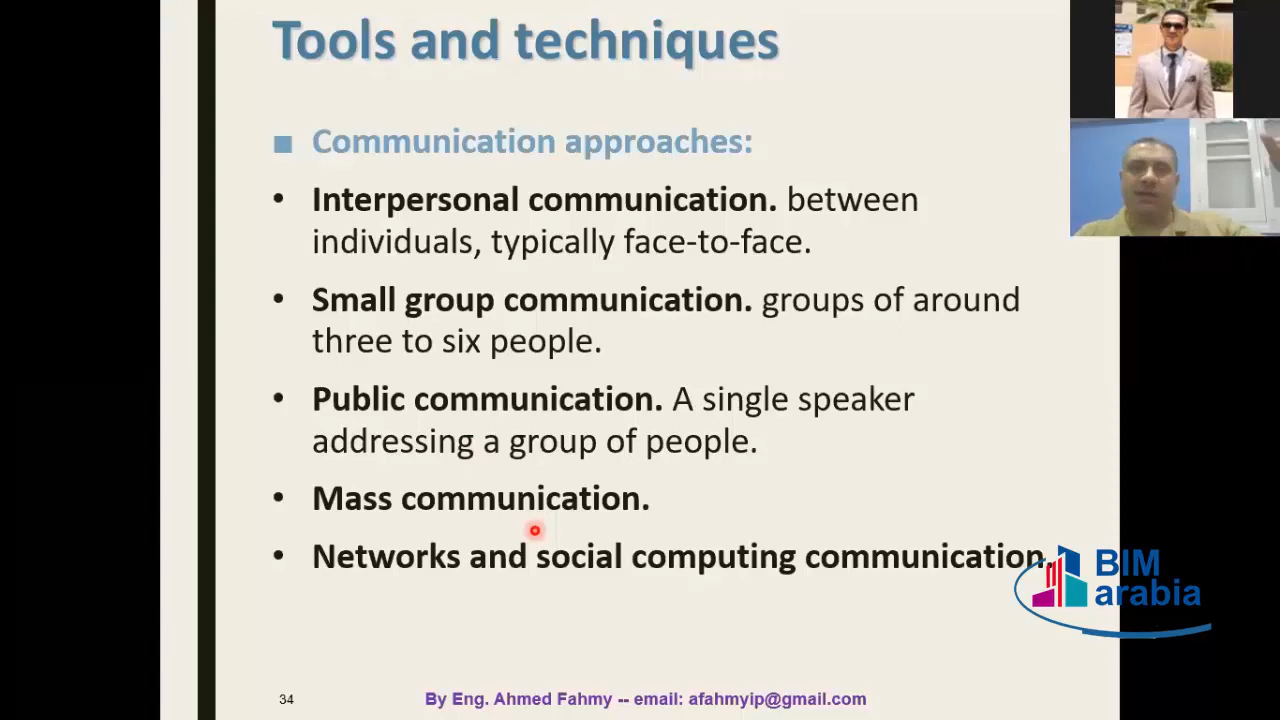 Tools and techniques
■ Communication approaches:
• Interpersonal communication. between
individuals, typically face-to-face.
• Small group communication. groups of around
three to six people.
• Public communication. A single speaker
addressing a group of people.
• Mass communication.
• Networks and social computing communication.
BIM
arabia
34
By Eng. Ahmed Fahmy -- email: afahmyip@gmail.com